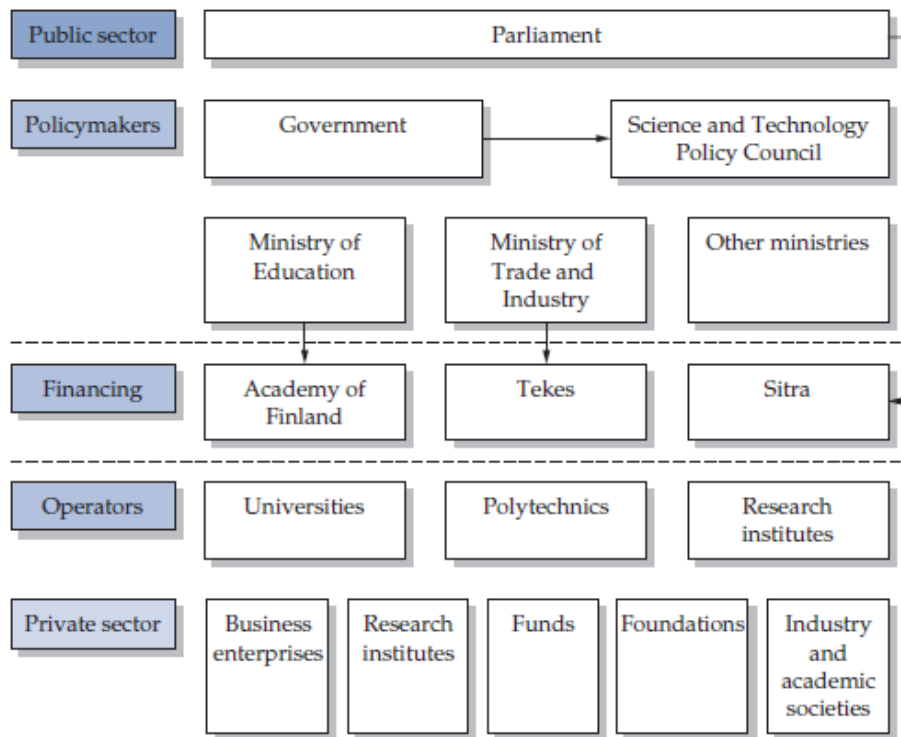 Public sector
Parliament
Policymakers
Government
Science and Technology
Policy Council
Ministry of
Education
Ministry of
Trade and
Industry
Other ministries
Financing
Academy of
Finland
Tekes
Sitra
Operators
Universities
Polytechnics
Research
institutes
Private sector
Business
enterprises
Research
institutes
Funds
Foundations
Industry
and
academic
societies